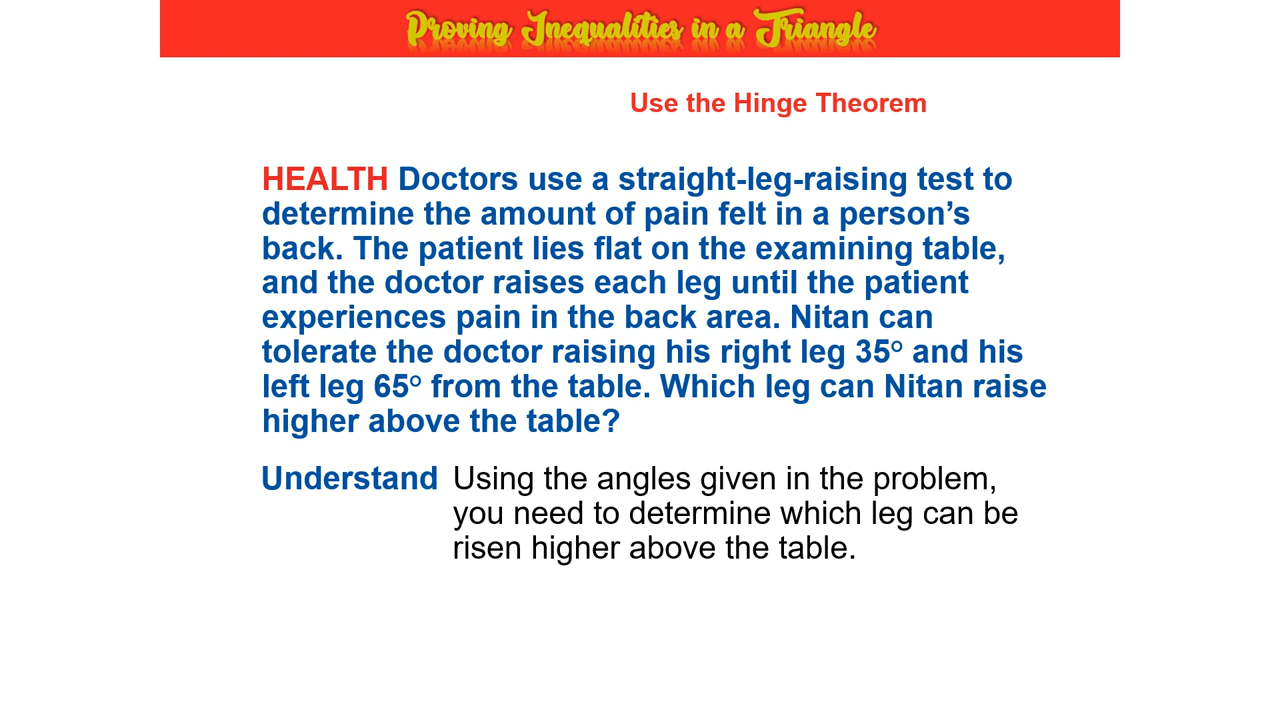 Proving Inequalities in a Triangle
Use the Hinge Theorem
HEALTH Doctors use a straight-leg-raising test to
determine the amount of pain felt in a person’s
back. The patient lies flat on the examining table,
and the doctor raises each leg until the patient
experiences pain in the back area. Nitan can
tolerate the doctor raising his right leg 35° and his
left leg 65° from the table. Which leg can Nitan raise
higher above the table?
Understand Using the angles given in the problem,
you need to determine which leg can be
risen higher above the table.